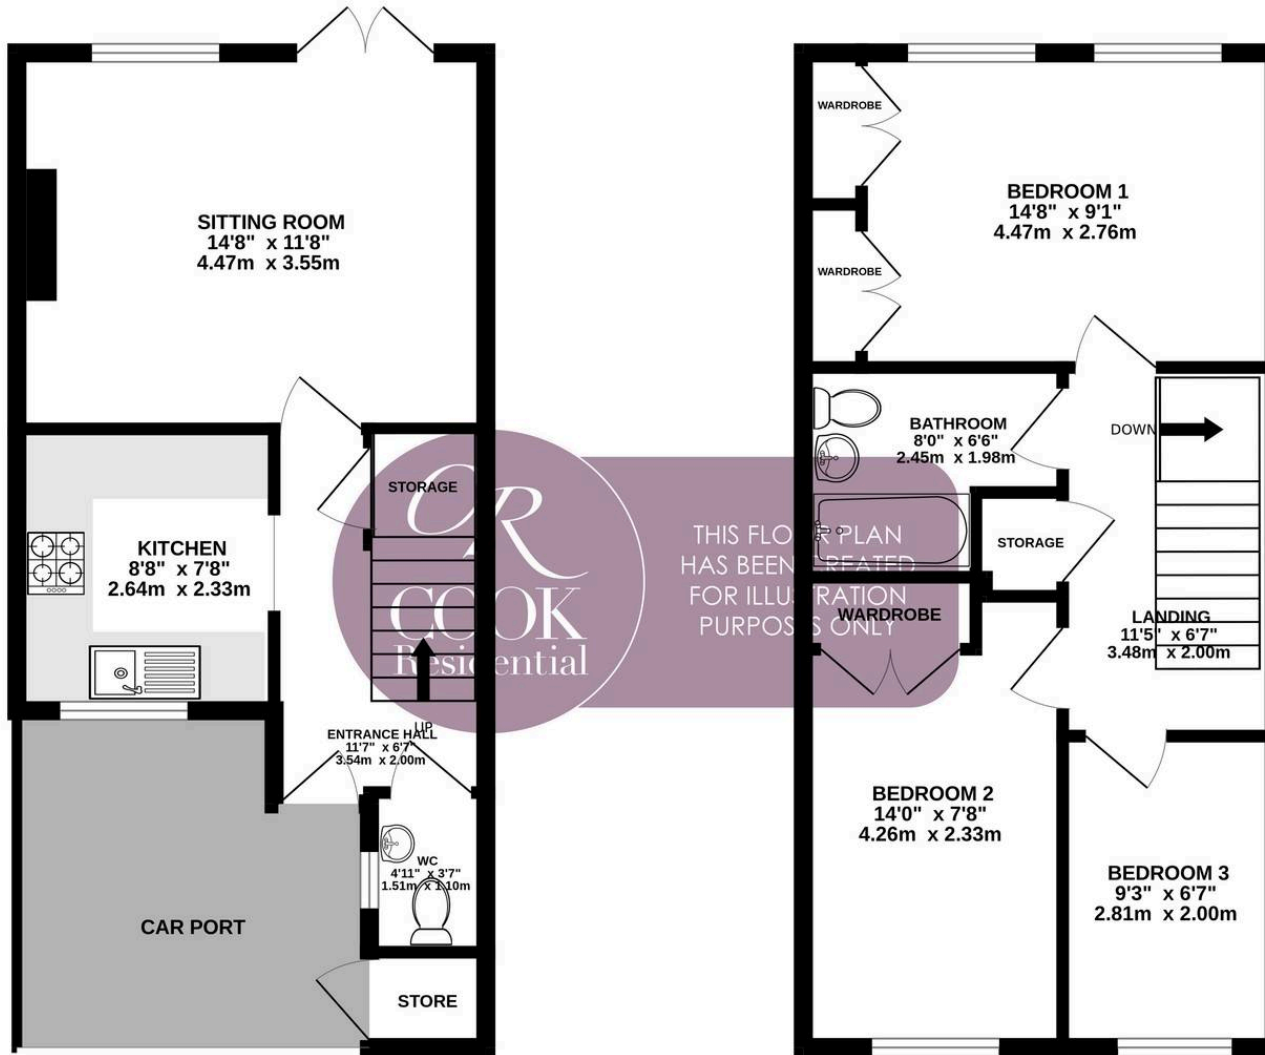 SITTING ROOM
14'8" x 11'8"
4.47m x 3.55m
KITCHEN
8'8" x 7'8"
2.64m x 2.33m
STORAGE
UP
ENTRANCE HALL
11'7" x 6'7"
3.54m x 2.00m
WC
4'11" x 3'7"
1.51m x 1.10m
CAR PORT
STORE
OR
COOK
Residential
THIS FLOOR PLAN
HAS BEEN CREATED
FOR ILLUSTRATION
PURPOSES ONLY
WARDROBE
WARDROBE
BEDROOM 1
14'8" x 9'1"
4.47m x 2.76m
BATHROOM
8'0" x 6'6"
2.45m x 1.98m
DOWN
STORAGE
WARDROBE
LANDING
11'5" x 6'7"
3.48m x 2.00m
BEDROOM 2
14'0" x 7'8"
4.26m x 2.33m
BEDROOM 3
9'3" x 6'7"
2.81m x 2.00m